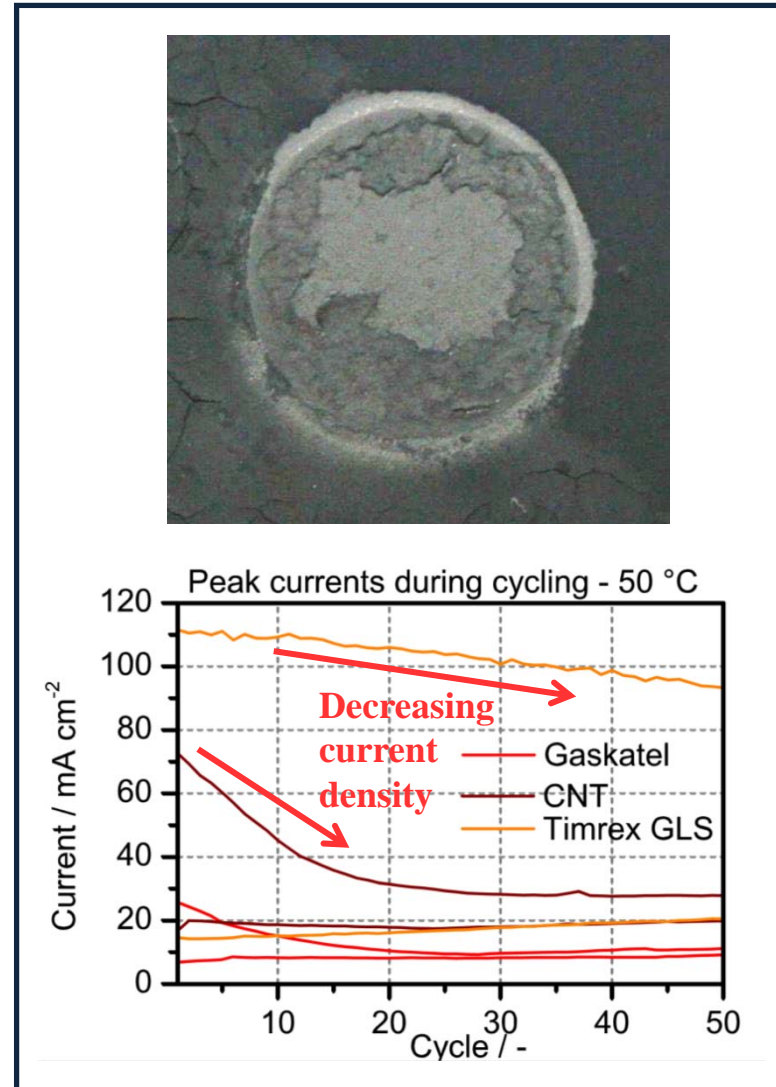 Peak currents during cycling - 50 °C
Current / mA cm⁻²
120
100
80
60
40
20
0
Decreasing
current
density
Gaskatel
CNT
Timrex GLS
10
20
30
40
50
Cycle / -